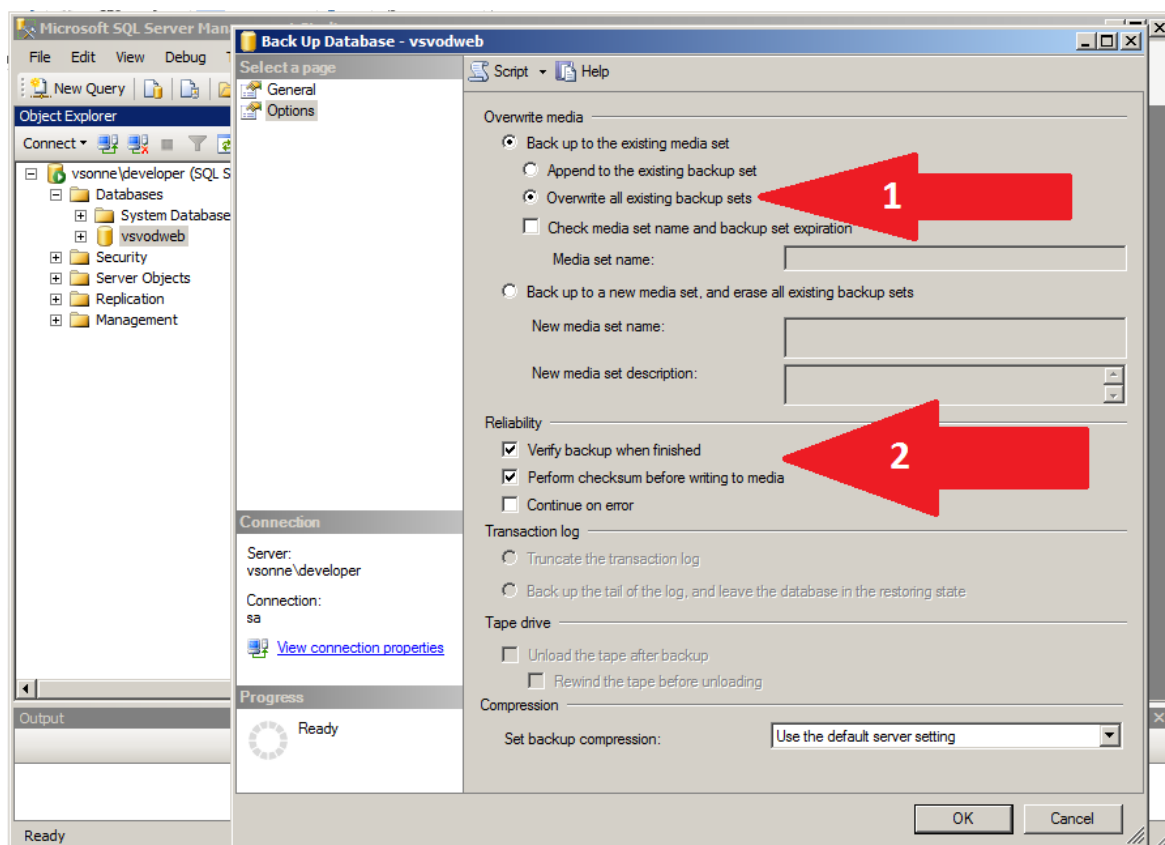 Microsoft SQL Server Man
File Edit View Debug
New Query
Object Explorer
Connect
vsonne\developer (SQL S
Databases
System Database
vsvodweb
Security
Server Objects
Replication
Management
Output
Ready
Back Up Database - vsvodweb
Select a page
General
Options
Connection
Server:
vsonne\developer
Connection:
sa
View connection properties
Progress
Ready
Script Help
Overwrite media
Back up to the existing media set
Append to the existing backup set
Overwrite all existing backup sets
1
Check media set name and backup set expiration
Media set name:
Back up to a new media set, and erase all existing backup sets
New media set name:
New media set description:
Reliability
Verify backup when finished
2
Perform checksum before writing to media
Continue on error
Transaction log
Truncate the transaction log
Back up the tail of the log, and leave the database in the restoring state
Tape drive
Unload the tape after backup
Rewind the tape before unloading
Compression
Set backup compression: Use the default server setting
OK Cancel